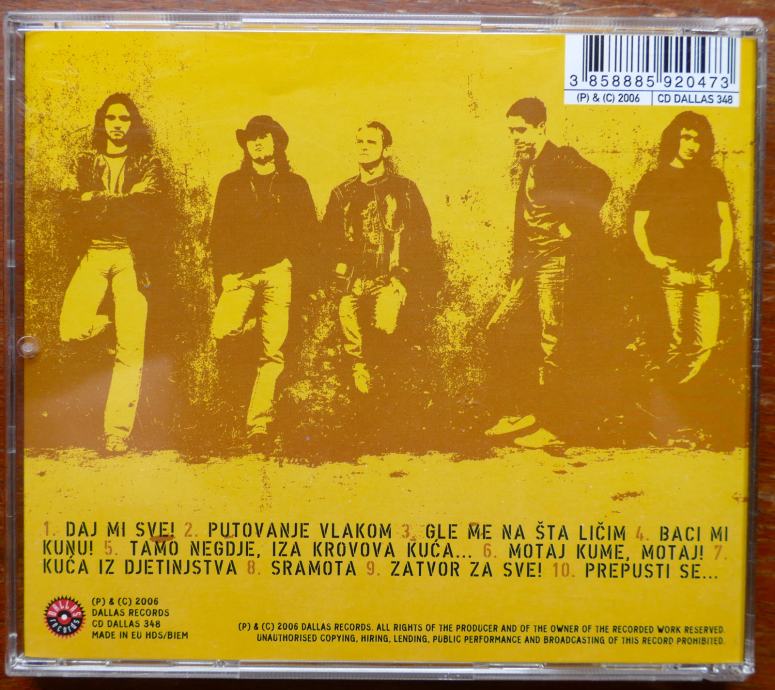 3 858885 920473
(P) & (C) 2006 CD DALLAS 348
1. DAJ MI SVE! 2. PUTOVANJE VLAKOM 3. GLE ME NA ŠTA LIČIM 4. BACI MI
KUNU! 5. TAMO NEGDJE, IZA KROVOVA KUĆA... 6. MOTAJ KUME, MOTAJ! 7.
KUĆA IZ DJETINJSTVA 8. SRAMOTA 9. ZATVOR ZA SVE! 10. PREPUSTI SE...
DALLAS
RECORDS
(P) & (C) 2006
DALLAS RECORDS
CD DALLAS 348
MADE IN EU HDS/BIEM
(P) & (C) 2006 DALLAS RECORDS. ALL RIGHTS OF THE PRODUCER AND OF THE OWNER OF THE RECORDED WORK RESERVED.
UNAUTHORISED COPYING, HIRING, LENDING, PUBLIC PERFORMANCE AND BROADCASTING OF THIS RECORD PROHIBITED.